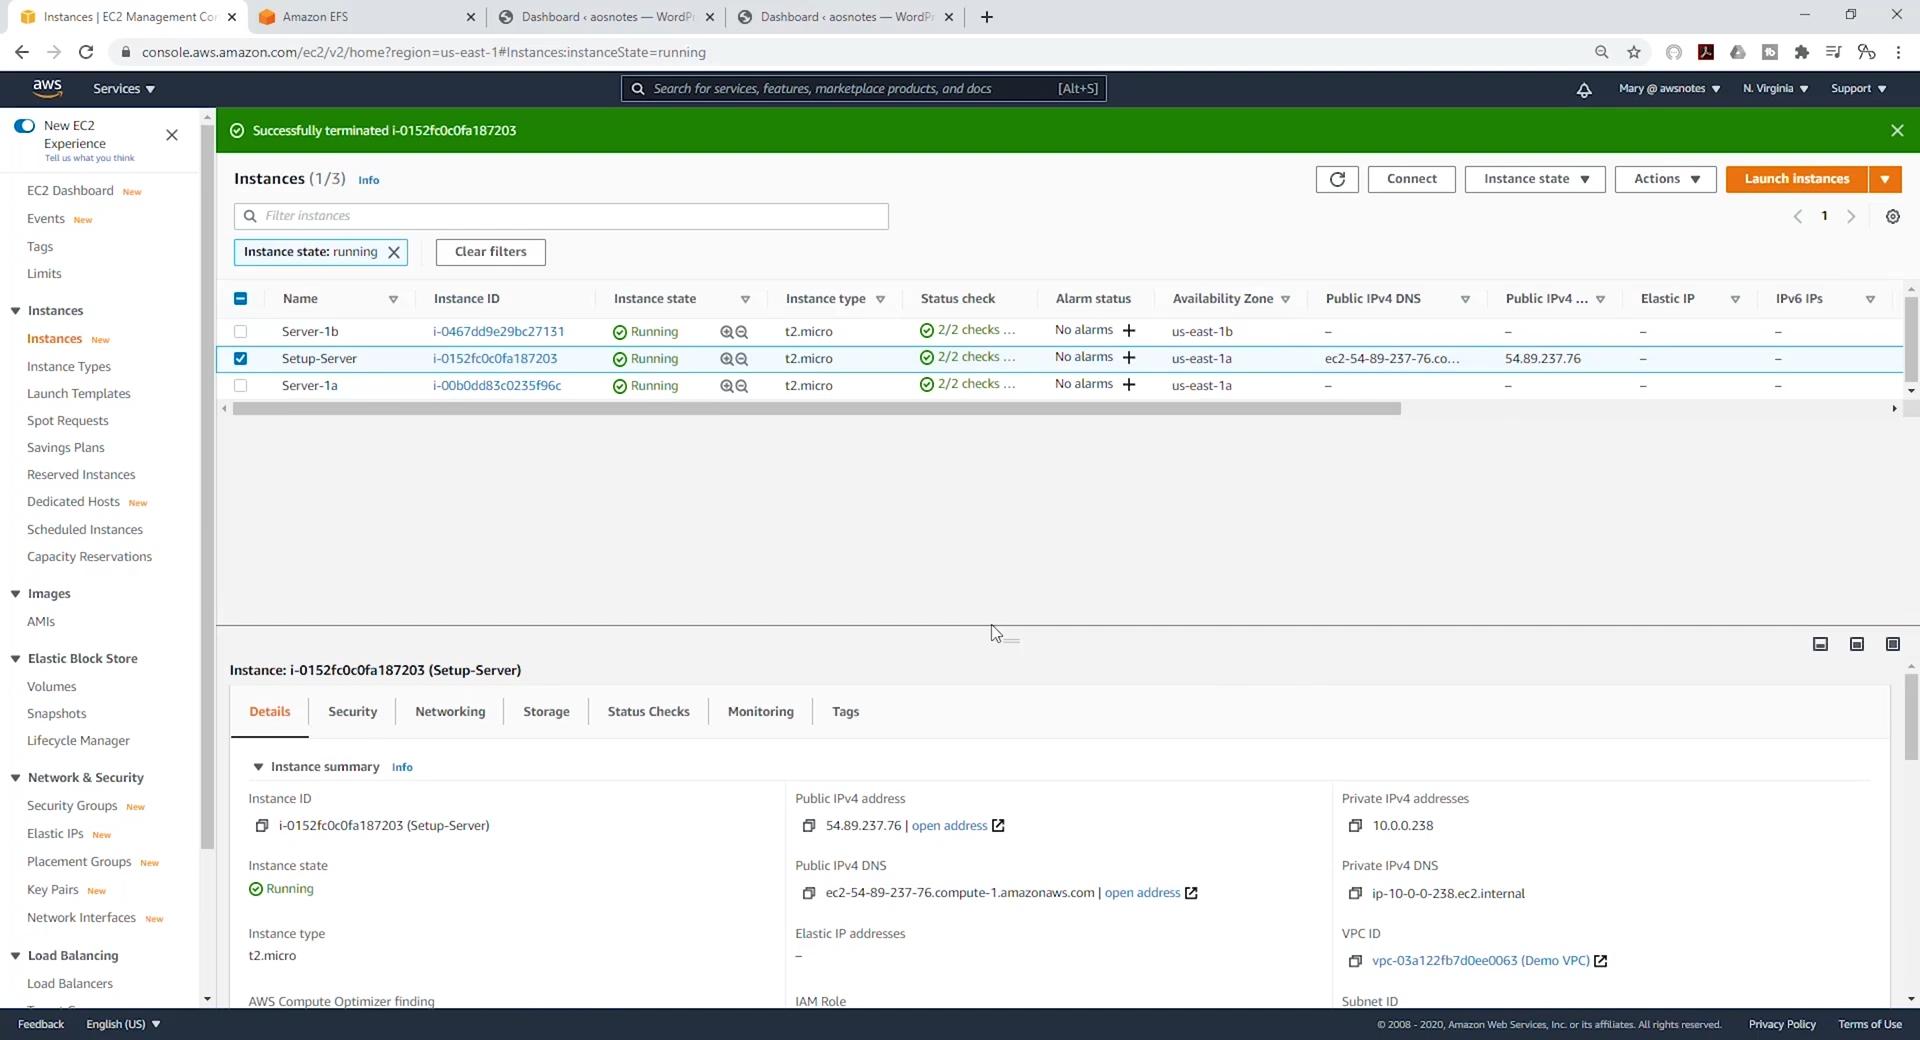 Instances | EC2 Management Con
Amazon EFS
Dashboard ‹ aosnotes — WordPr
Dashboard ‹ aosnotes — WordPr
console.aws.amazon.com/ec2/v2/home?region=us-east-1#Instances:instanceState=running
aws
Services
Search for services, features, marketplace products, and docs
[Alt+S]
Mary @ awsnotes
N. Virginia
Support
New EC2
Experience
Tell us what you think
EC2 Dashboard New
Events New
Tags
Limits
Instances
Instances New
Instance Types
Launch Templates
Spot Requests
Savings Plans
Reserved Instances
Dedicated Hosts New
Scheduled Instances
Capacity Reservations
Images
AMIs
Elastic Block Store
Volumes
Snapshots
Lifecycle Manager
Network & Security
Security Groups New
Elastic IPs New
Placement Groups New
Key Pairs New
Network Interfaces New
Load Balancing
Load Balancers
Successfully terminated i-0152fc0c0fa187203
Instances (1/3) Info
Connect
Instance state
Actions
Launch instances
Filter instances
1
Instance state: running
Clear filters
Name Instance ID Instance state Instance type Status check Alarm status Availability Zone Public IPv4 DNS Public IPv4 ... Elastic IP IPv6 IPs
Server-1b i-0467dd9e29bc27131 Running t2.micro 2/2 checks ... No alarms + us-east-1b – – – –
Setup-Server i-0152fc0c0fa187203 Running t2.micro 2/2 checks ... No alarms + us-east-1a ec2-54-89-237-76.co... 54.89.237.76 – –
Server-1a i-00b0dd83c0235f96c Running t2.micro 2/2 checks ... No alarms + us-east-1a – – – –
Instance: i-0152fc0c0fa187203 (Setup-Server)
Details
Security
Networking
Storage
Status Checks
Monitoring
Tags
Instance summary Info
Instance ID
i-0152fc0c0fa187203 (Setup-Server)
Public IPv4 address
54.89.237.76 | open address
Private IPv4 addresses
10.0.0.238
Instance state
Running
Public IPv4 DNS
ec2-54-89-237-76.compute-1.amazonaws.com | open address
Private IPv4 DNS
ip-10-0-0-238.ec2.internal
Instance type
t2.micro
Elastic IP addresses
–
VPC ID
vpc-03a122fb7d0ee0063 (Demo VPC)
AWS Compute Optimizer finding
IAM Role
Subnet ID
Feedback
English (US)
© 2008 - 2020, Amazon Web Services, Inc. or its affiliates. All rights reserved.
Privacy Policy
Terms of Use